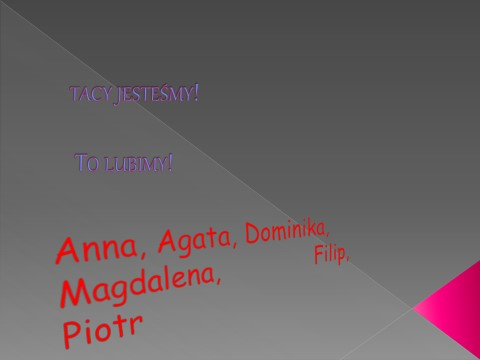 TACY JESTEŚMY!
TO LUBIMY!
Anna, Agata, Dominika,
Magdalena, Filip,
Piotr